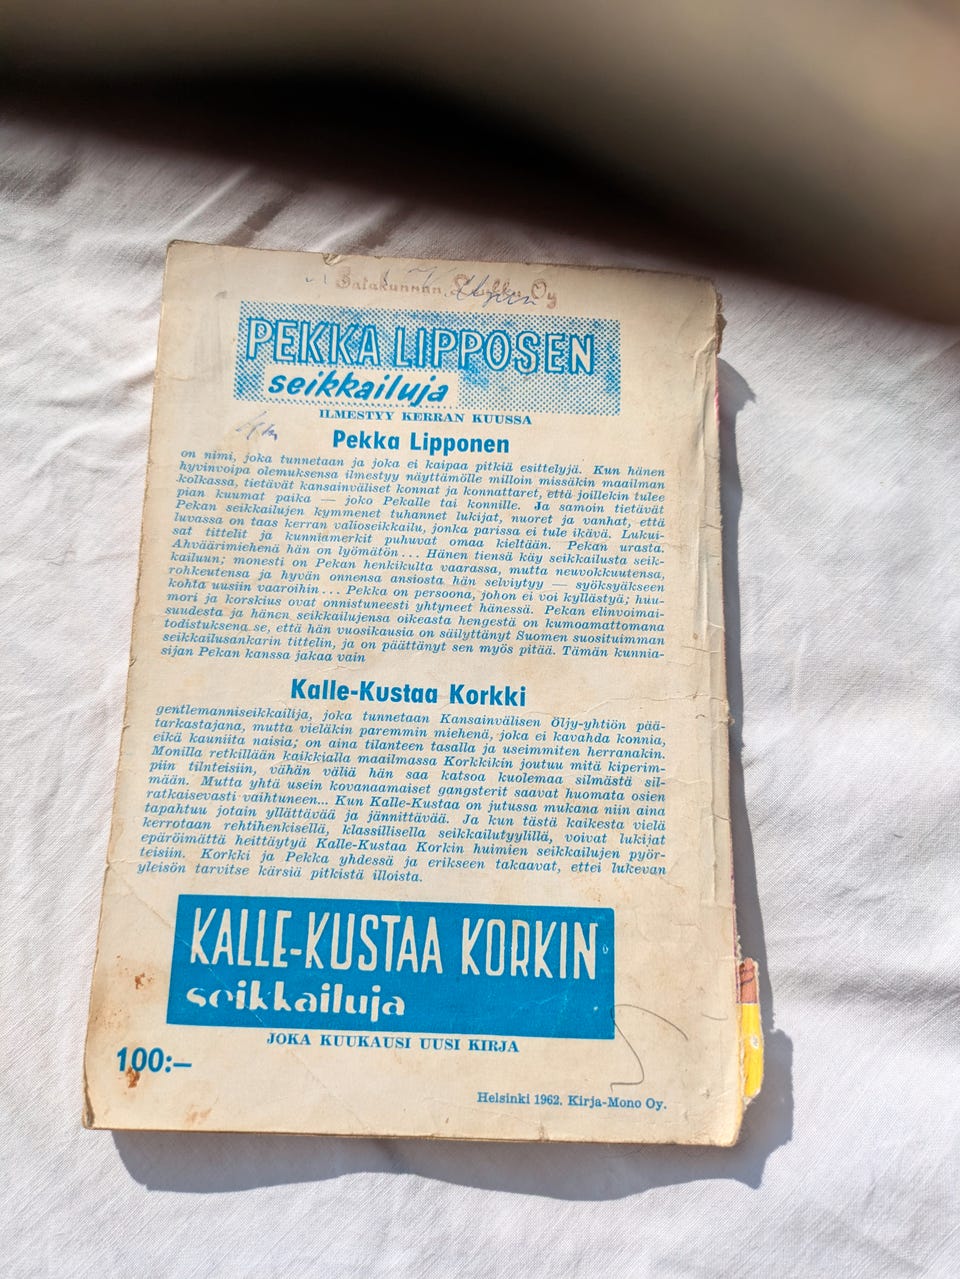 Satakunnan Oy
PEKKA LIPPOSEN
seikkailuja
ILMESTYY KERRAN KUUSSA
Pekka Lipponen
on nimi, joka tunnetaan ja joka ei kaipaa pitkiä esittelyjä. Kun hänen
hyvinvoipa olemuksensa ilmestyy näyttämölle milloin missäkin maailman
kolkassa, tietävät kansainväliset konnat ja konnattaret, että joillekin tulee
pian kuumat paika — joko Pekalle tai konnille. Ja samoin tietävät
Pekan seikkailujen kymmenet tuhannet lukijat, nuoret ja vanhat, että
luvassa on taas kerran valioseikkailu, jonka parissa ei tule ikävä. Lukui-
sat tittelit ja kunniamerkit puhuvat omaa kieltään. Pekan urasta.
Ahväärimiehenä hän on lyömätön... Hänen tiensä käy seikkailusta seik-
kailuun; monesti on Pekan henkikulta vaarassa, mutta neuvokkuutensa,
rohkeutensa ja hyvän onnensa ansiosta hän selviytyy — syöksyäkseen
kohta uusiin vaaroihin... Pekka on persoona, johon ei voi kyllästyä; huu-
mori ja korskius ovat onnistuneesti yhtyneet hänessä. Pekan elinvoimai-
suudesta ja hänen seikkailujensa oikeasta hengestä on kumoamattomana
todistuksena se, että hän vuosikausia on säilyttänyt Suomen suosituimman
seikkailusankarin tittelin, ja on päättänyt sen myös pitää. Tämän kunnia-
sijan Pekan kanssa jakaa vain
Kalle-Kustaa Korkki
gentlemanniseikkailija, joka tunnetaan Kansainvälisen Öljy-yhtiön pää-
tarkastajana, mutta vieläkin paremmin miehenä, joka ei kavahda konnia,
eikä kauniita naisia; on aina tilanteen tasalla ja useimmiten herranakin.
Monilla retkillään kaikkialla maailmassa Korkkikin joutuu mitä kiperim-
piin tilnteisiin, vähän väliä hän saa katsoa kuolemaa silmästä sil-
mään. Mutta yhtä usein kovanaamaiset gangsterit saavat huomata osien
ratkaisevasti vaihtuneen... Kun Kalle-Kustaa on jutussa mukana niin aina
tapahtuu jotain yllättävää ja jännittävää. Ja kun tästä kaikesta vielä
kerrotaan rehtihenkisellä, klassillisella seikkailutyylillä, voivat lukijat
epäröimättä heittäytyä Kalle-Kustaa Korkin huimien seikkailujen pyör-
teisiin. Korkki ja Pekka yhdessä ja erikseen takaavat, ettei lukevan
yleisön tarvitse kärsiä pitkistä illoista.
KALLE-KUSTAA KORKIN
seikkailuja
JOKA KUUKAUSI UUSI KIRJA
100:—
Helsinki 1962. Kirja-Mono Oy.